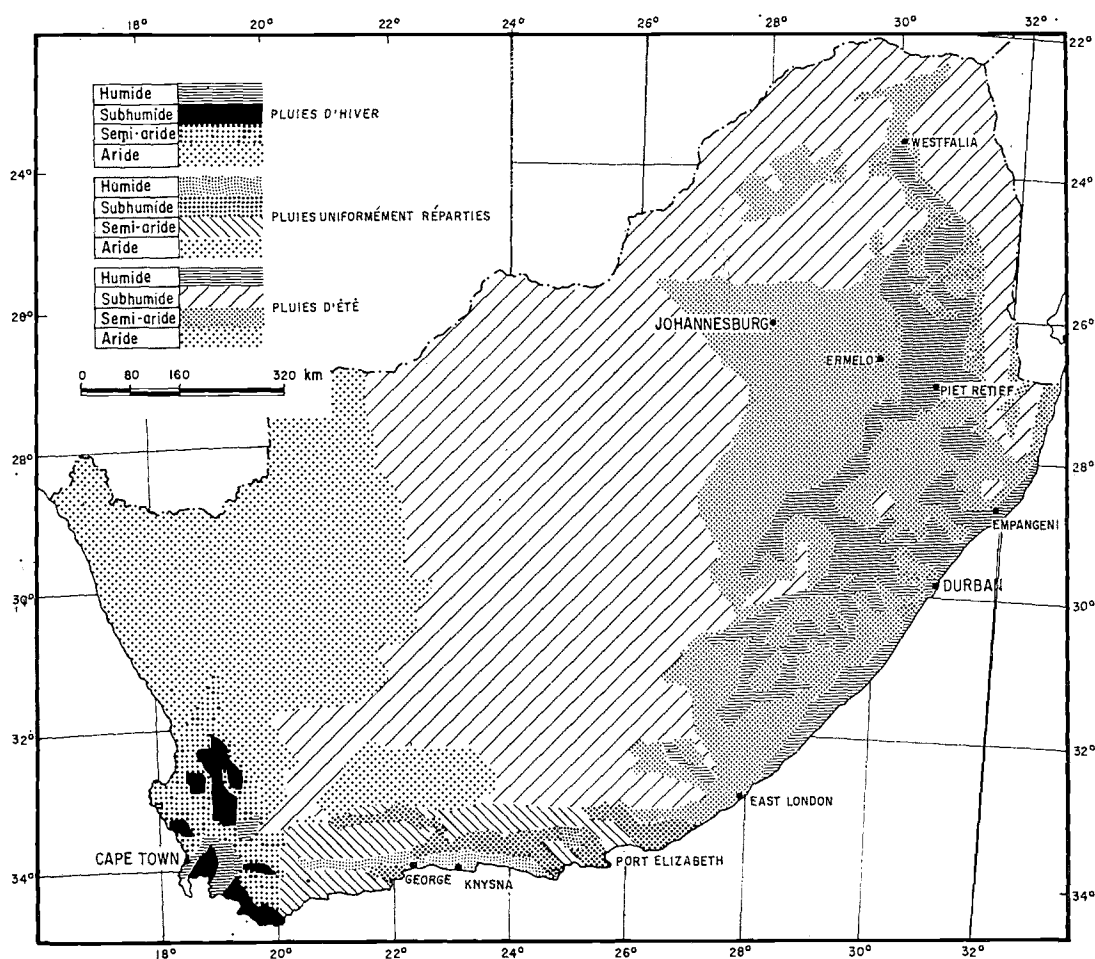 18° 20° 24° 26° 28° 30° 32°
22°
Humide
Subhumide
PLUIES D'HIVER
Semi-aride
Aride
WESTFALIA
24°
24°
Humide
Subhumide
PLUIES UNIFORMÉMENT RÉPARTIES
Semi-aride
Aride
Humide
Subhumide
PLUIES D'ÉTÉ
Semi-aride
Aride
26°
26°
JOHANNESBURG
ERMELO
0 80 160 320 km
PIET RETIEF
28°
28°
EMPANGENI
DURBAN
30°
30°
32°
32°
EAST LONDON
CAPE TOWN
PORT ELIZABETH
GEORGE
KNYSNA
34°
34°
18° 20° 22° 24° 26° 28° 30° 32°